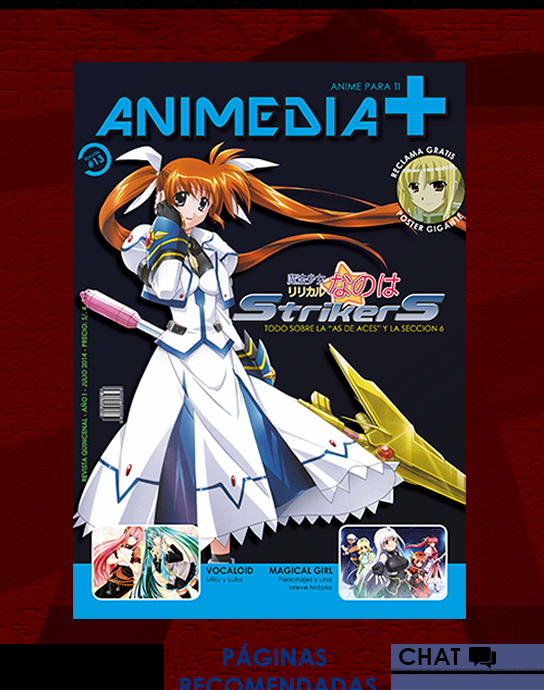 ANIME PARA TI
ANIMEDIA+
EDICION
#13
RECLAMA GRATIS
POSTER GIGANTE
魔法少女
リリカルなのは
StrikerS
TODO SOBRE LA "AS DE ACES" Y LA SECCION 6
REVISTA QUINCENAL - AÑO I - JULIO 2014 - PRECIO: S/.
VOCALOID
Miku y Luka
MAGICAL GIRL
Personajes y una
breve historia
PÁGINAS
RECOMENDADAS
CHAT